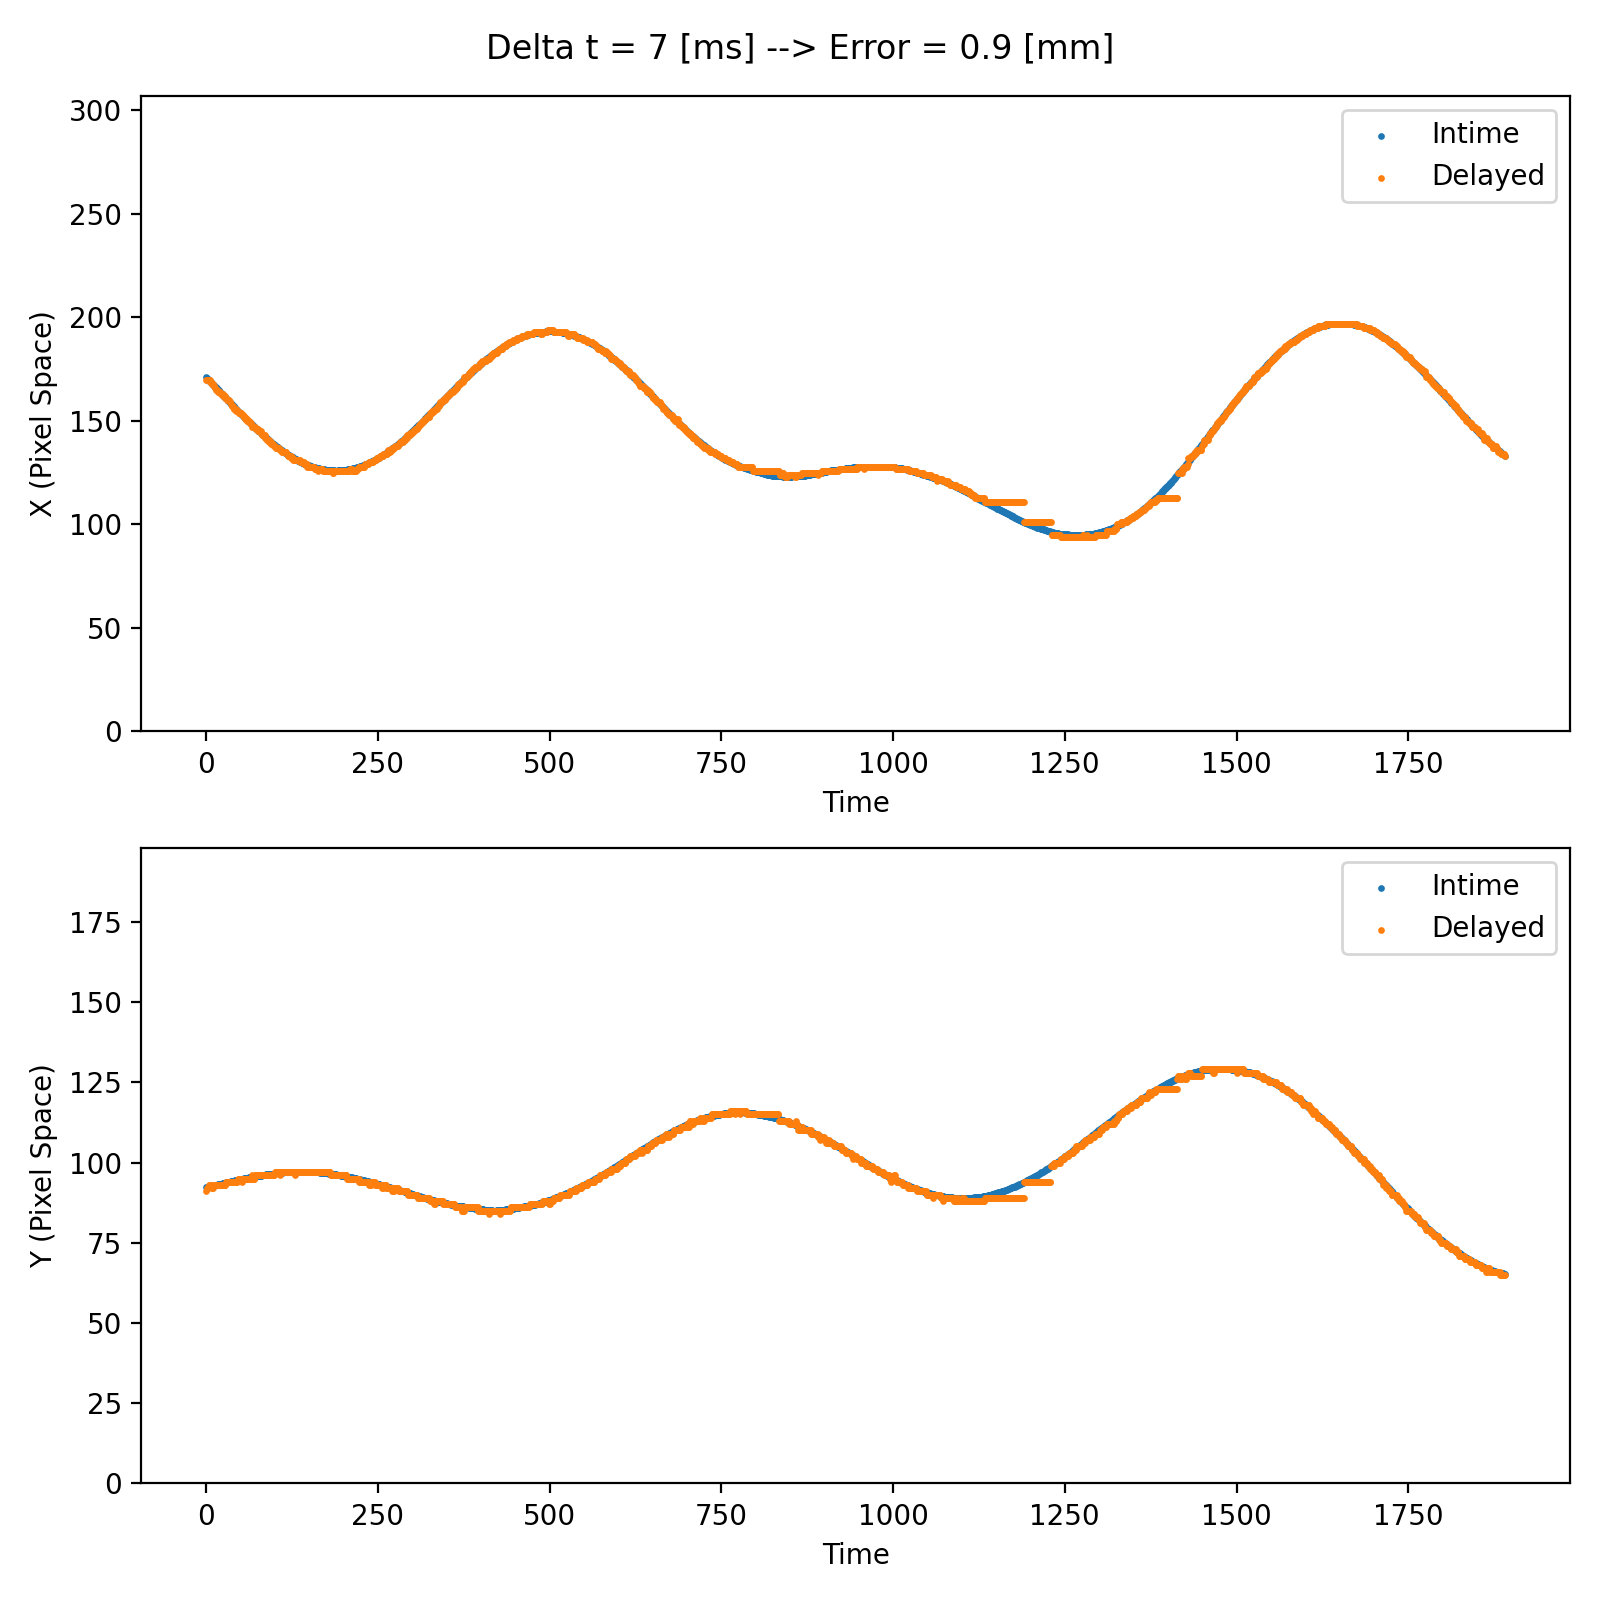 Delta t = 7 [ms] --> Error = 0.9 [mm]
300
250
200
150
100
50
0
X (Pixel Space)
Intime
Delayed
0 250 500 750 1000 1250 1500 1750
Time
175
150
125
100
75
50
25
0
Y (Pixel Space)
Intime
Delayed
0 250 500 750 1000 1250 1500 1750
Time